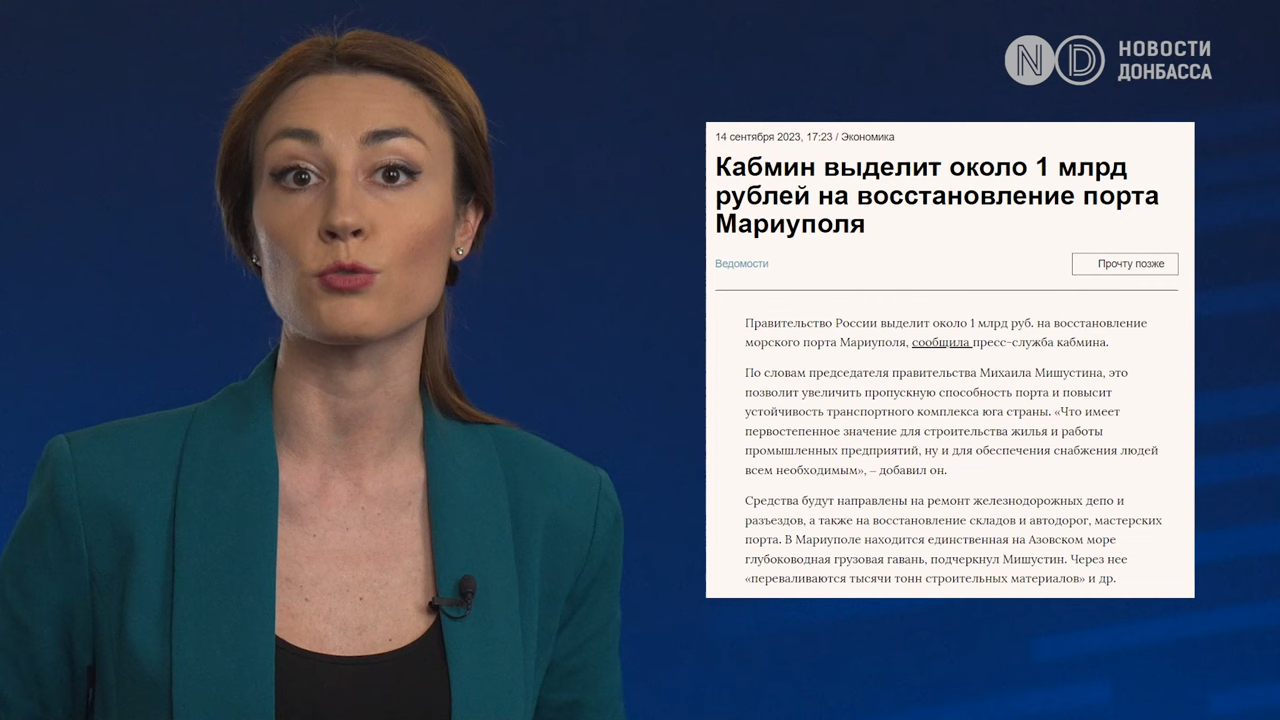 ND НОВОСТИ
ДОНБАССА
14 сентября 2023, 17:23 / Экономика
Кабмин выделит около 1 млрд
рублей на восстановление порта
Мариуполя
Ведомости
Прочту позже
Правительство России выделит около 1 млрд руб. на восстановление
морского порта Мариуполя, сообщила пресс-служба кабмина.
По словам председателя правительства Михаила Мишустина, это
позволит увеличить пропускную способность порта и повысит
устойчивость транспортного комплекса юга страны. «Что имеет
первостепенное значение для строительства жилья и работы
промышленных предприятий, ну и для обеспечения снабжения людей
всем необходимым», – добавил он.
Средства будут направлены на ремонт железнодорожных депо и
разъездов, а также на восстановление складов и автодорог, мастерских
порта. В Мариуполе находится единственная на Азовском море
глубоководная грузовая гавань, подчеркнул Мишустин. Через нее
«переваливаются тысячи тонн строительных материалов» и др.